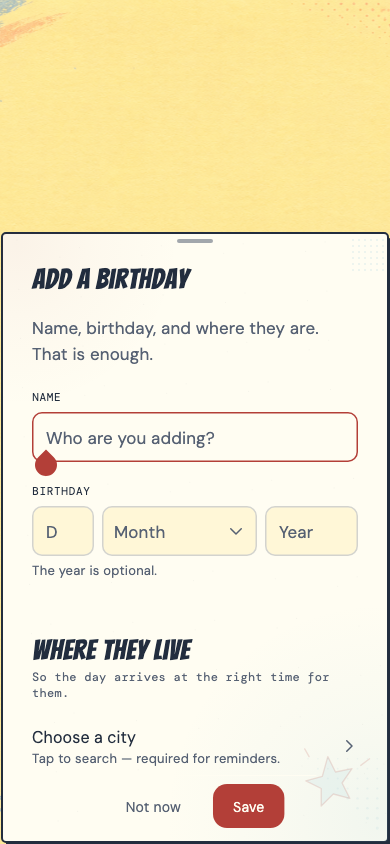 ADD A BIRTHDAY
Name, birthday, and where they are.
That is enough.
NAME
Who are you adding?
BIRTHDAY
D
Month
Year
The year is optional.
WHERE THEY LIVE
So the day arrives at the right time for
them.
Choose a city
Tap to search — required for reminders.
Not now
Save